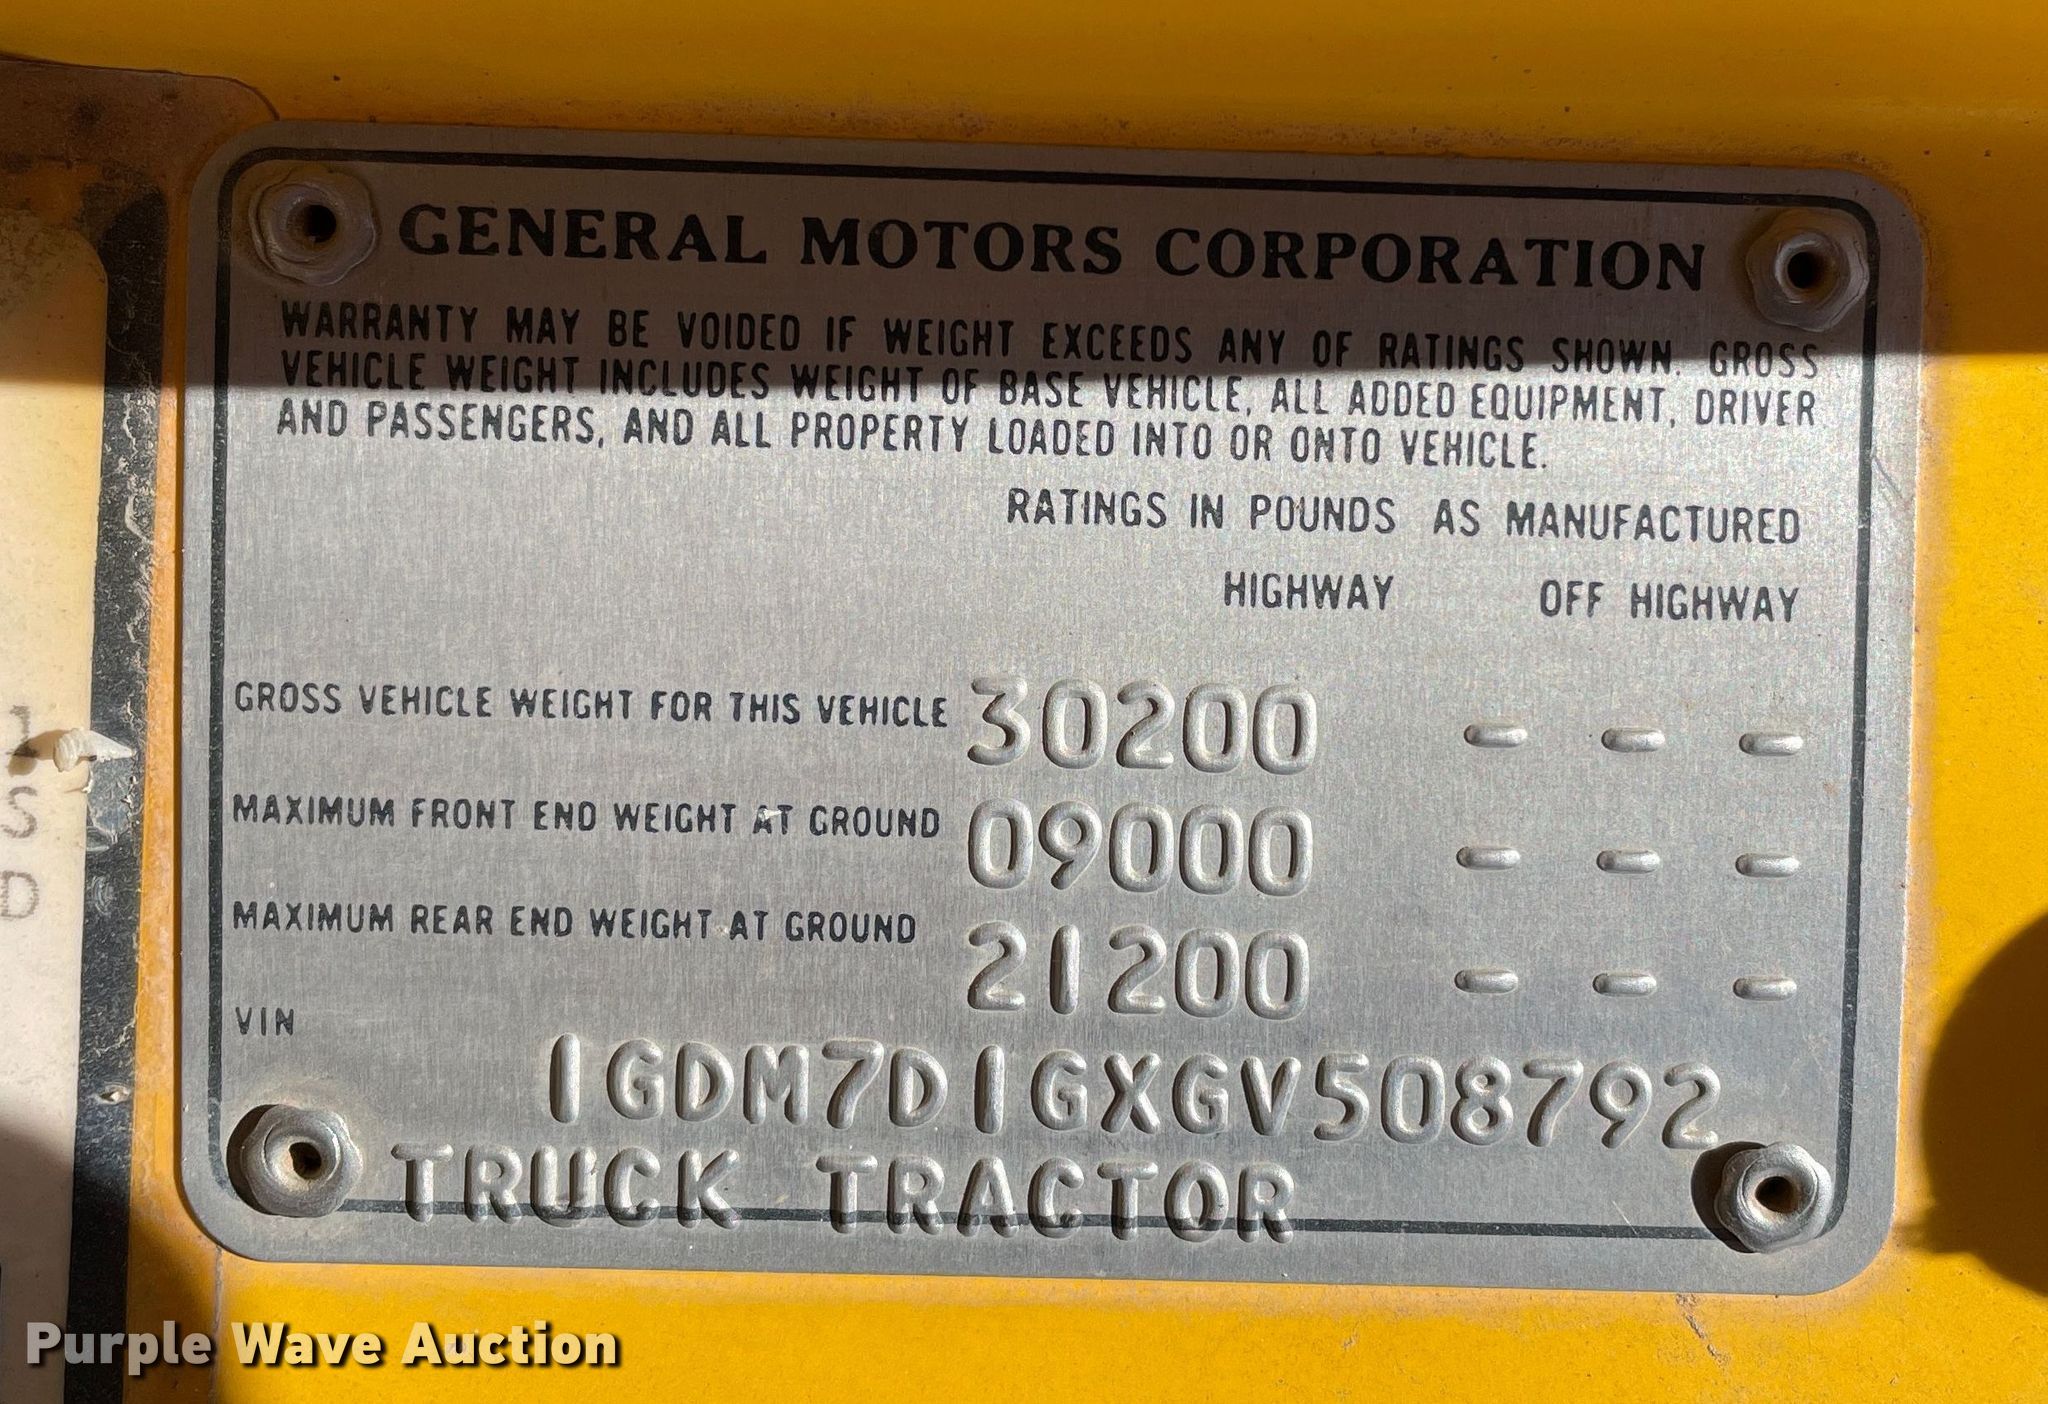 GENERAL MOTORS CORPORATION
WARRANTY MAY BE VOIDED IF WEIGHT EXCEEDS ANY OF RATINGS SHOWN. GROSS
VEHICLE WEIGHT INCLUDES WEIGHT OF BASE VEHICLE, ALL ADDED EQUIPMENT, DRIVER
AND PASSENGERS, AND ALL PROPERTY LOADED INTO OR ONTO VEHICLE.
RATINGS IN POUNDS AS MANUFACTURED
HIGHWAY OFF HIGHWAY
GROSS VEHICLE WEIGHT FOR THIS VEHICLE 30200 - - -
MAXIMUM FRONT END WEIGHT AT GROUND 09000 - - -
MAXIMUM REAR END WEIGHT AT GROUND 21200 - - -
VIN
1GDM7D1GXGV508792
TRUCK TRACTOR
1
S
D
Purple Wave Auction